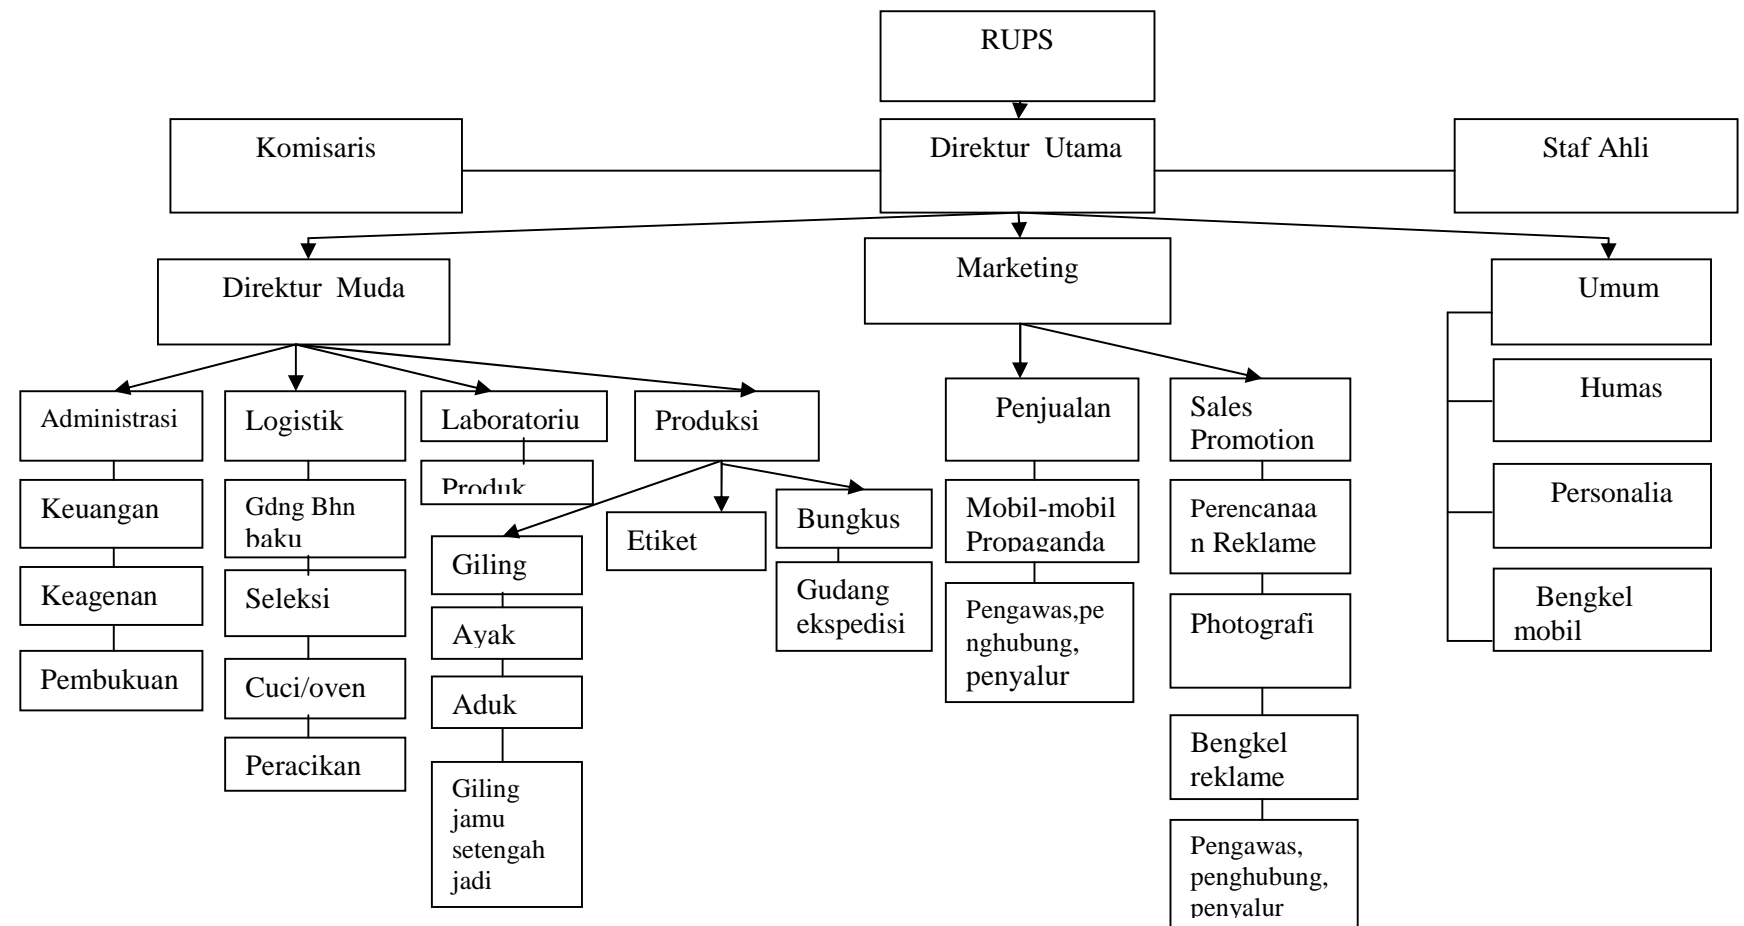 RUPS
Komisaris
Direktur Utama
Staf Ahli
Direktur Muda
Marketing
Umum
Administrasi
Logistik
Laboratoriu
Produksi
Penjualan
Sales
Promotion
Humas
Keuangan
Gdng Bhn
baku
Produk
Etiket
Bungkus
Mobil-mobil
Propaganda
Perencanaa
n Reklame
Personalia
Keagenan
Seleksi
Giling
Gudang
ekspedisi
Pengawas,pe
nghubung,
penyalur
Photografi
Bengkel
mobil
Pembukuan
Cuci/oven
Ayak
Aduk
Peracikan
Giling
jamu
setengah
jadi
Bengkel
reklame
Pengawas,
penghubung,
penyalur